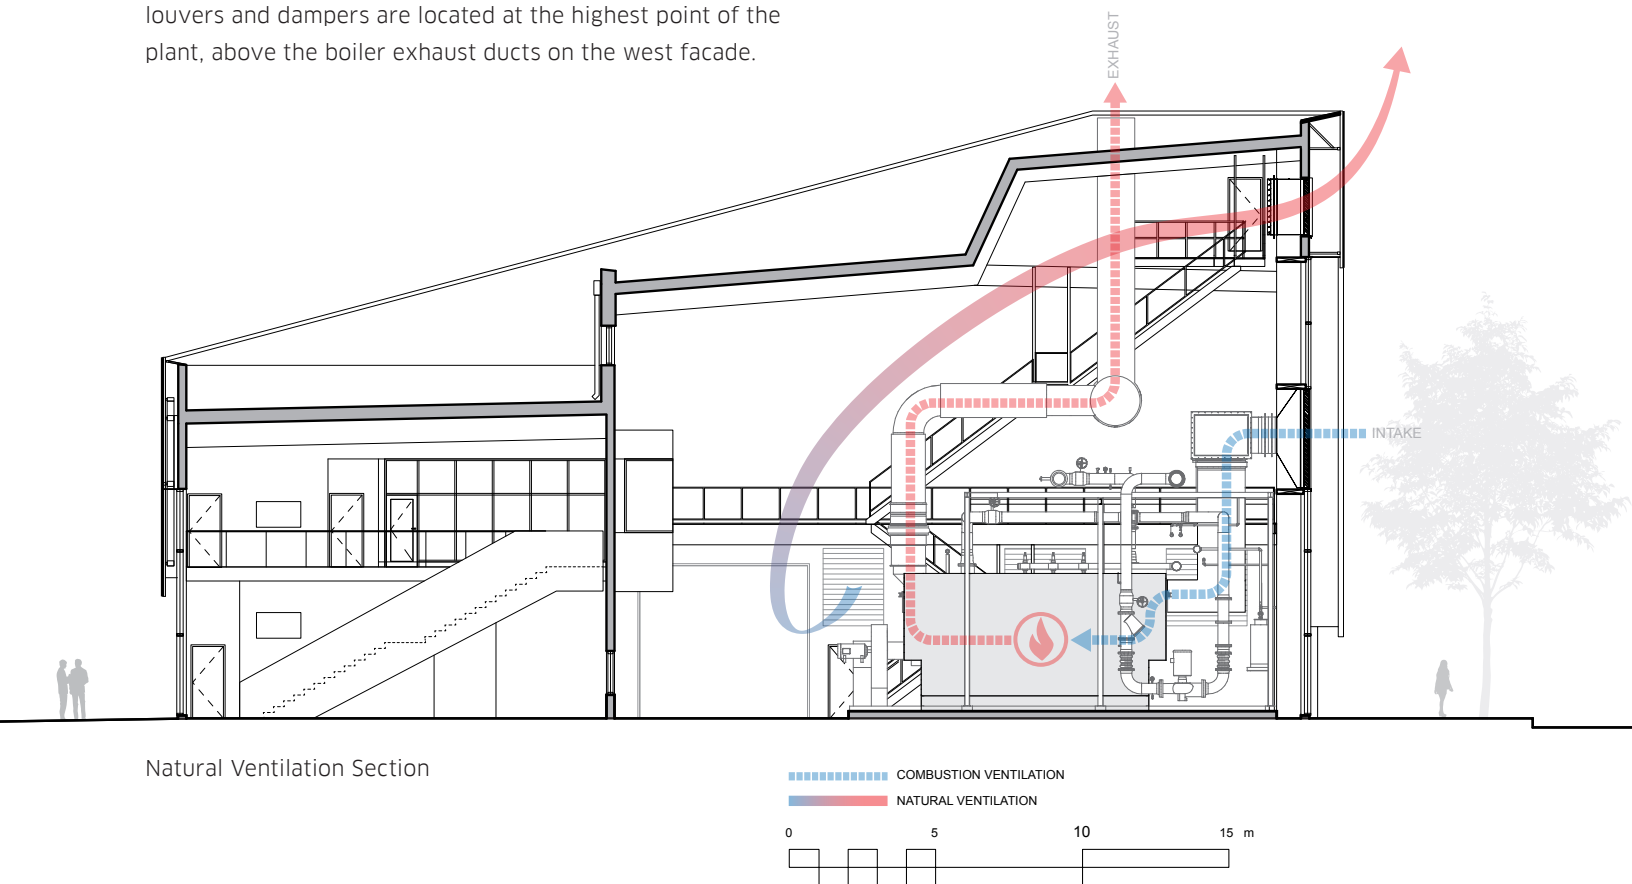 louvers and dampers are located at the highest point of the
plant, above the boiler exhaust ducts on the west facade.
EXHAUST
INTAKE
Natural Ventilation Section
COMBUSTION VENTILATION
NATURAL VENTILATION
0 5 10 15 m